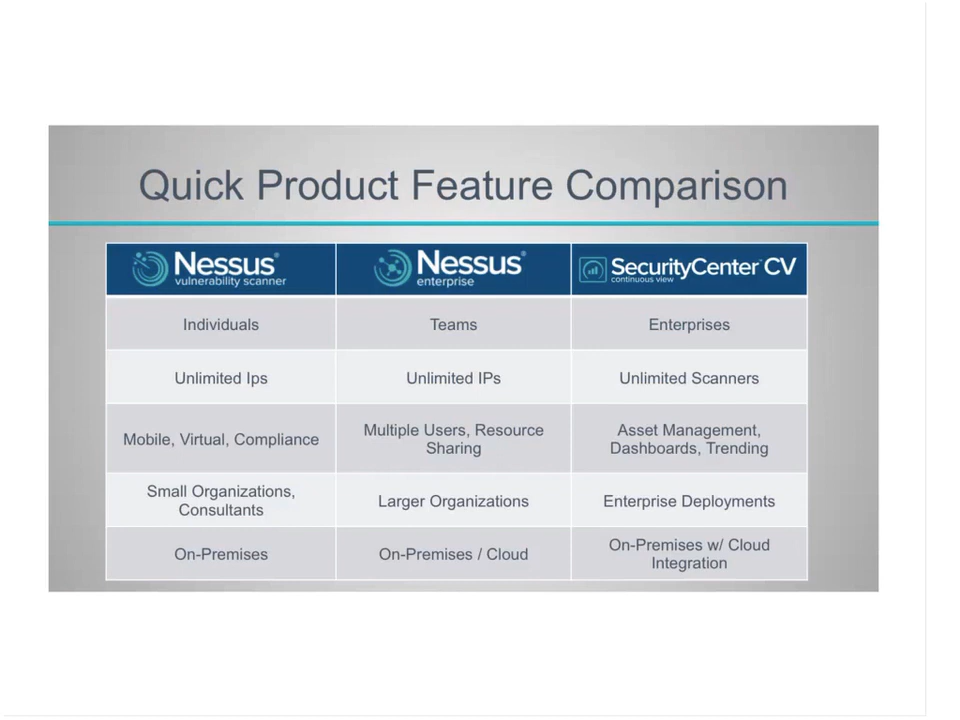 Quick Product Feature Comparison
Nessus®
vulnerability scanner
Nessus®
enterprise
SecurityCenter™ CV
continuous view
Individuals
Teams
Enterprises
Unlimited Ips
Unlimited IPs
Unlimited Scanners
Mobile, Virtual, Compliance
Multiple Users, Resource
Sharing
Asset Management,
Dashboards, Trending
Small Organizations,
Consultants
Larger Organizations
Enterprise Deployments
On-Premises
On-Premises / Cloud
On-Premises w/ Cloud
Integration